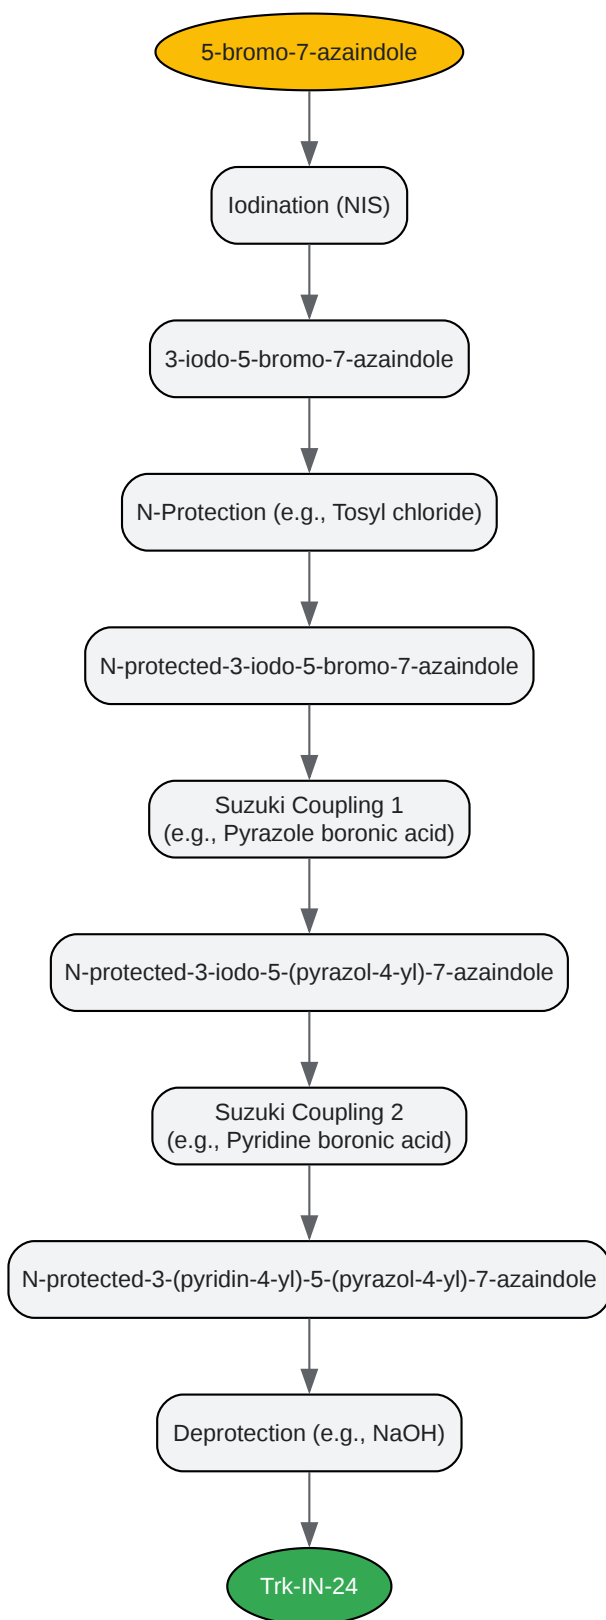 5-bromo-7-azaindole
Iodination (NIS)
3-iodo-5-bromo-7-azaindole
N-Protection (e.g., Tosyl chloride)
N-protected-3-iodo-5-bromo-7-azaindole
Suzuki Coupling 1
(e.g., Pyrazole boronic acid)
N-protected-3-iodo-5-(pyrazol-4-yl)-7-azaindole
Suzuki Coupling 2
(e.g., Pyridine boronic acid)
N-protected-3-(pyridin-4-yl)-5-(pyrazol-4-yl)-7-azaindole
Deprotection (e.g., NaOH)
Trk-IN-24